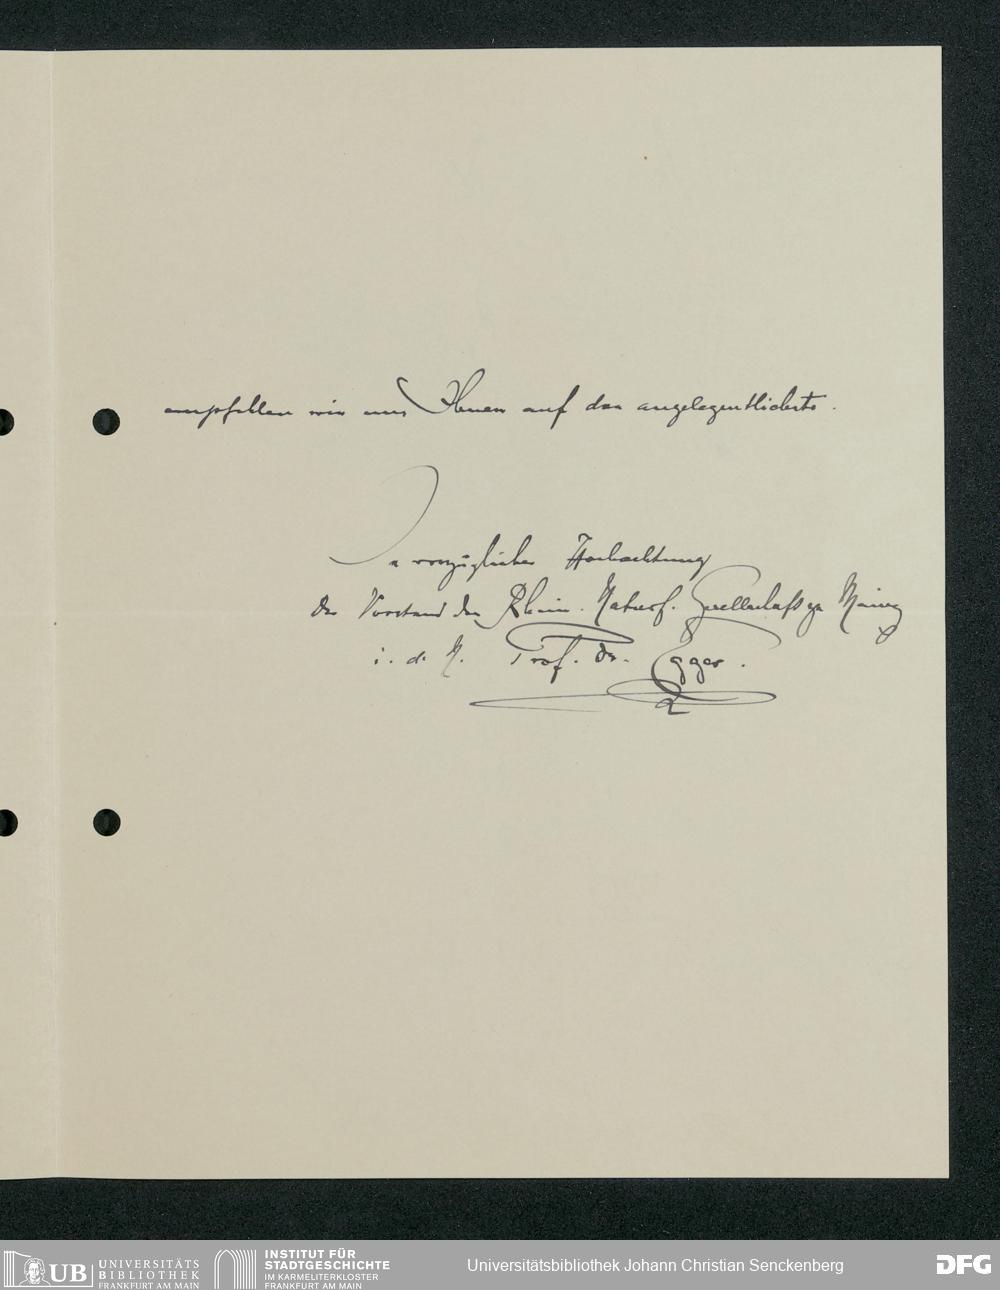 empfehlen wir uns Ihnen auf das angelegentlichste.
In vorzüglicher Hochachtung
Der Vorstand der Rhein. Naturf. Gesellschaft zu Mainz
i. d. N. Prof. Dr. Egger.
UB UNIVERSITÄTS
BIBLIOTHEK
FRANKFURT AM MAIN
INSTITUT FÜR
STADTGESCHICHTE
IM KARMELITERKLOSTER
FRANKFURT AM MAIN
Universitätsbibliothek Johann Christian Senckenberg
DFG